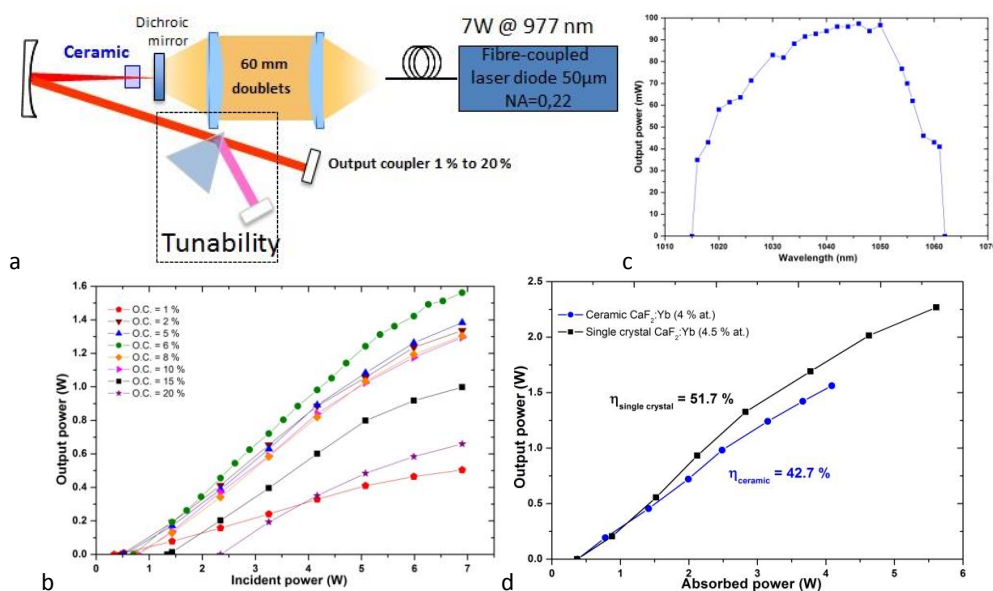 Dichroic
mirror
Ceramic
60 mm
doublets
7W @ 977 nm
Fibre-coupled
laser diode 50µm
NA=0,22
Output coupler 1 % to 20 %
Tunability
a
100
90
80
70
60
50
40
30
20
10
0
Output power (mW)
1010 1020 1030 1040 1050 1060 1070
Wavelength (nm)
c
1.6
1.4
1.2
1.0
0.8
0.6
0.4
0.2
0.0
Output power (W)
O.C. = 1 %
O.C. = 2 %
O.C. = 5 %
O.C. = 6 %
O.C. = 8 %
O.C. = 10 %
O.C. = 15 %
O.C. = 20 %
0 1 2 3 4 5 6 7
Incident power (W)
b
2.5
2.0
1.5
1.0
0.5
0.0
Output power (W)
Ceramic CaF2:Yb (4 % at.)
Single crystal CaF2:Yb (4.5 % at.)
ηsingle crystal = 51.7 %
ηceramic = 42.7 %
0 1 2 3 4 5 6
Absorbed power (W)
d